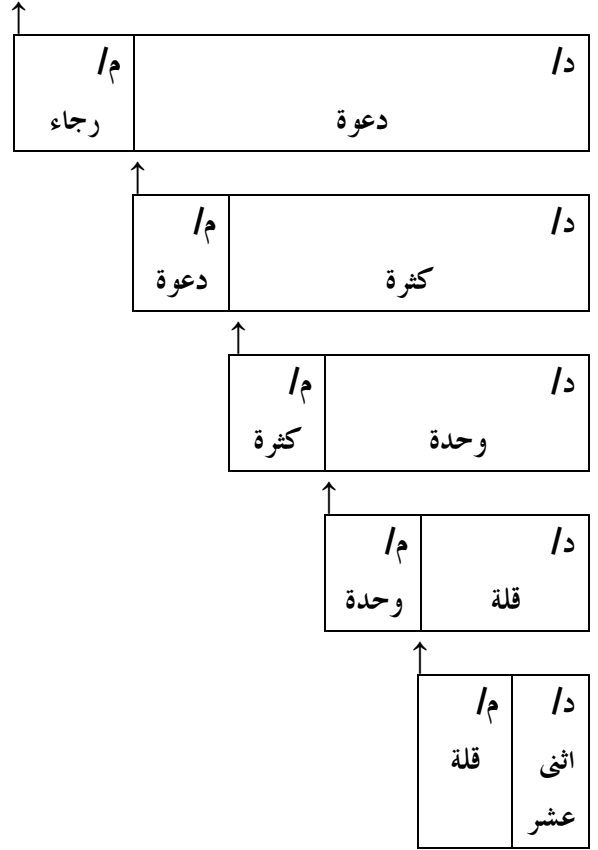 ↑
د/ م/
دعوة رجاء
↑
د/ م/
كثرة دعوة
↑
د/ م/
وحدة كثرة
↑
د/ م/
قلة وحدة
↑
د/ م/
اثنى قلة
عشر